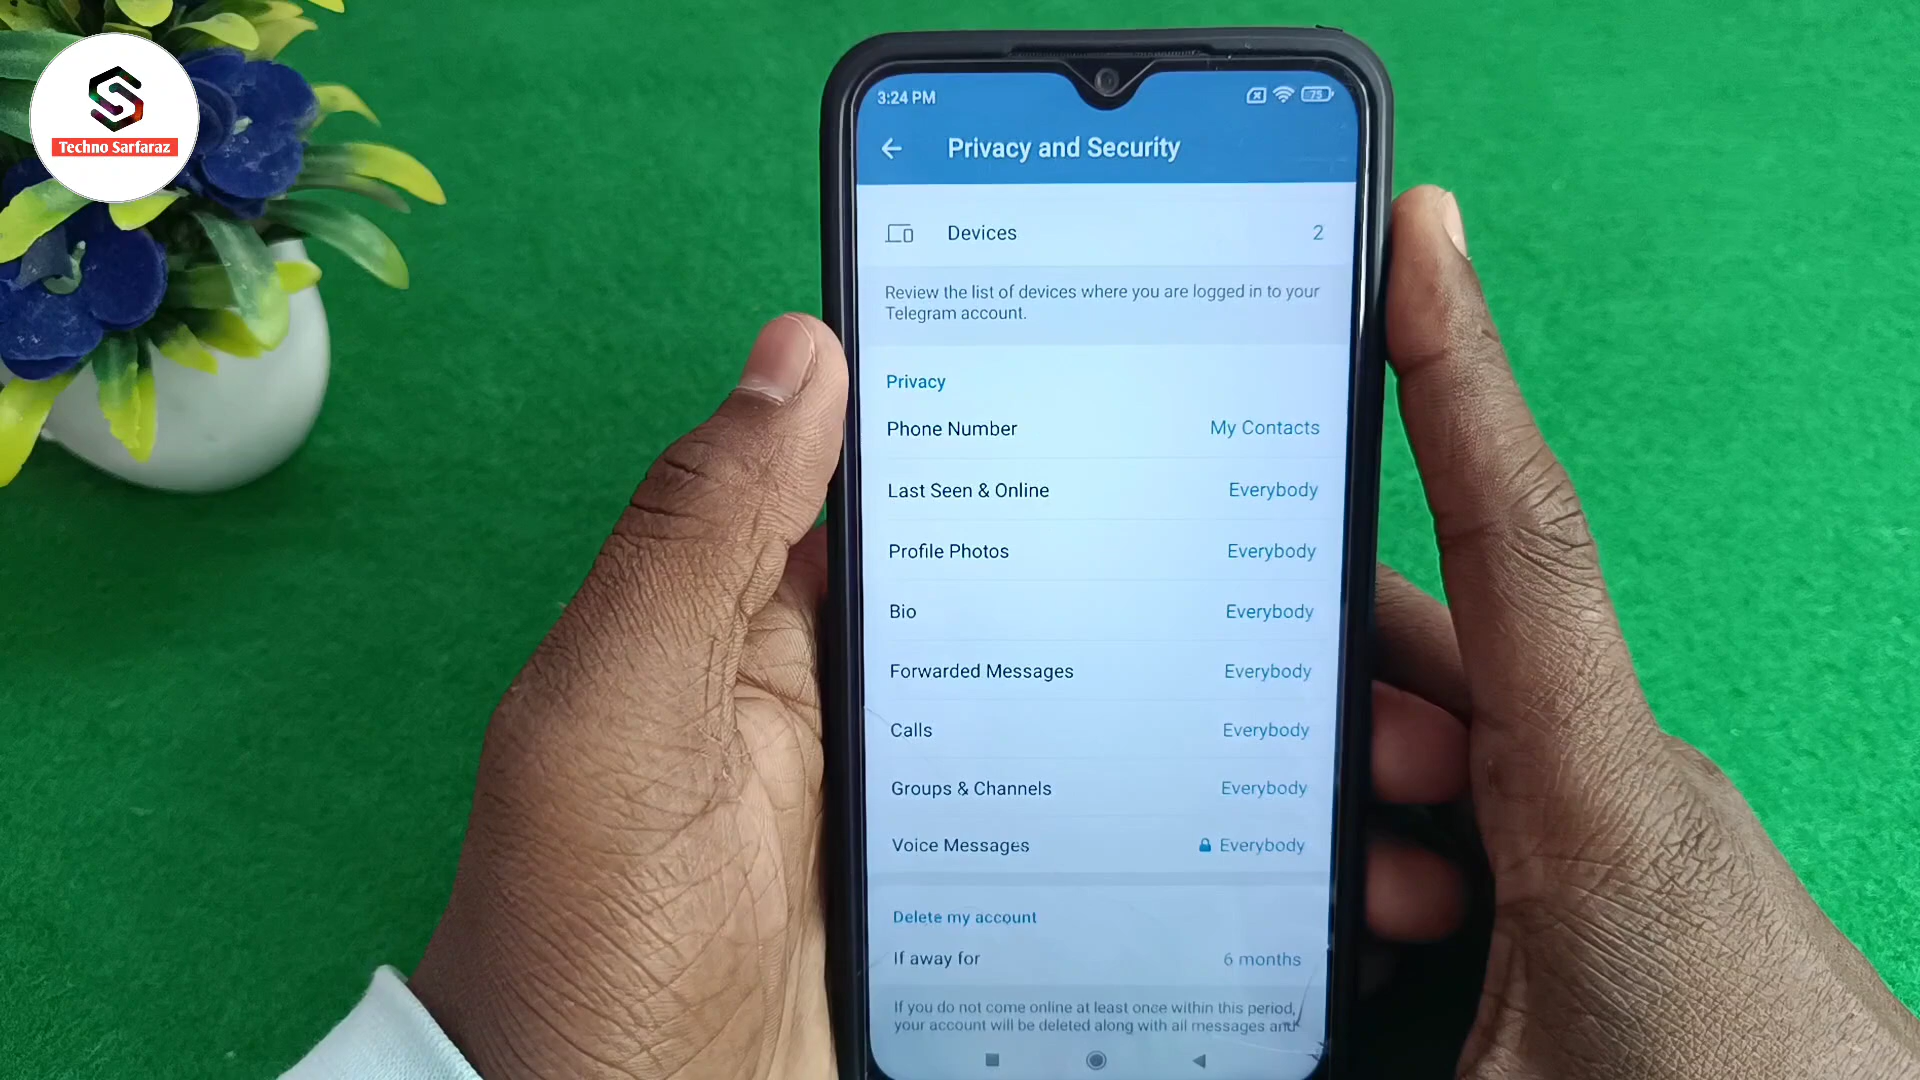 Techno Sarfaraz
3:24 PM
75
Privacy and Security
Devices 2
Review the list of devices where you are logged in to your
Telegram account.
Privacy
Phone Number My Contacts
Last Seen & Online Everybody
Profile Photos Everybody
Bio Everybody
Forwarded Messages Everybody
Calls Everybody
Groups & Channels Everybody
Voice Messages Everybody
Delete my account
If away for 6 months
If you do not come online at least once within this period,
your account will be deleted along with all messages and